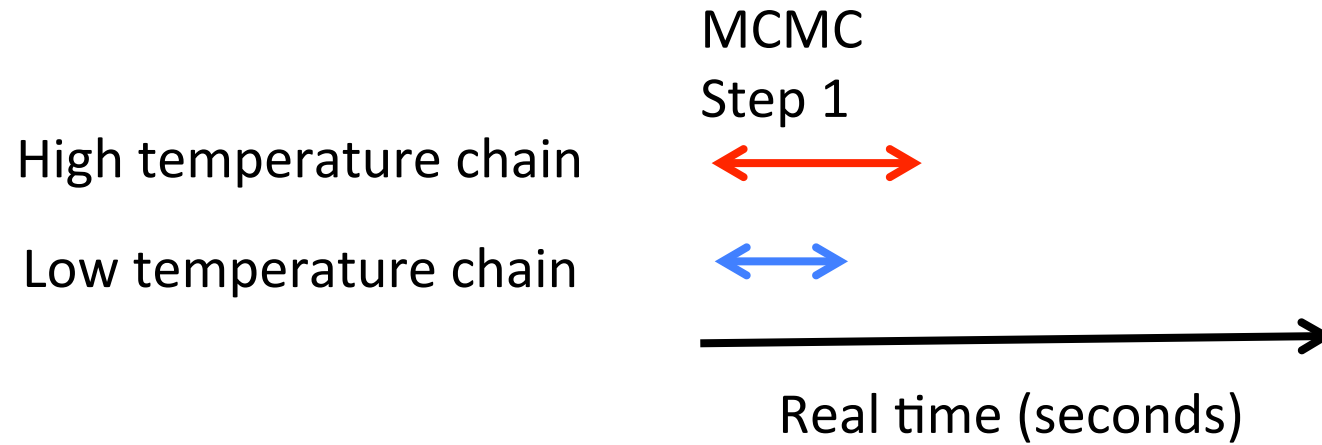 MCMC
Step 1
High temperature chain
Low temperature chain
Real time (seconds)